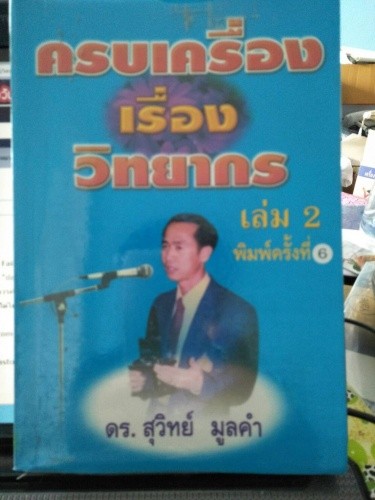 ครบเครื่อง
เรื่อง
วิทยากร
เล่ม 2
พิมพ์ครั้งที่ 6
ดร. สุวิทย์ มูลคำ